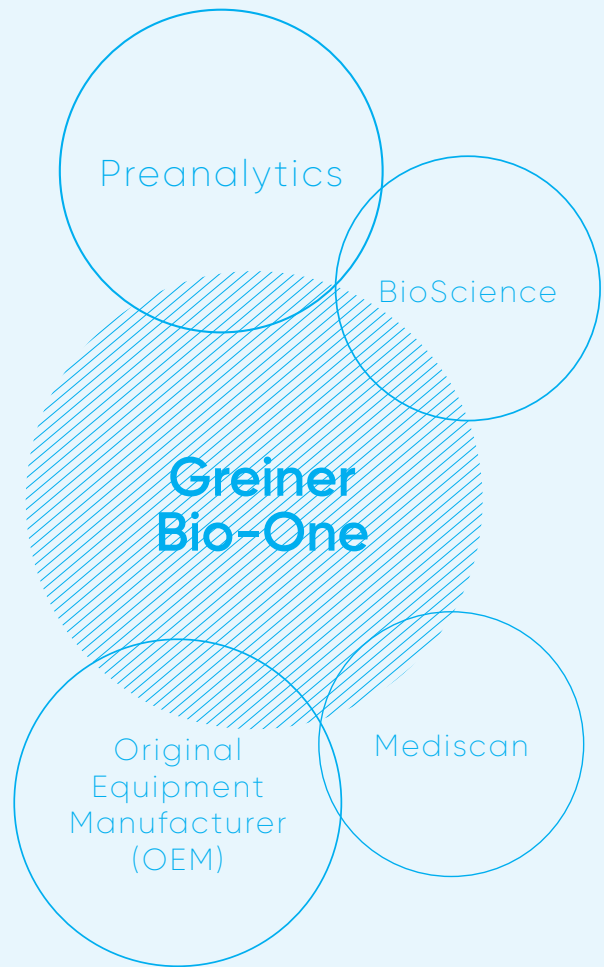 Preanalytics
BioScience
Greiner
Bio-One
Mediscan
Original
Equipment
Manufacturer
(OEM)